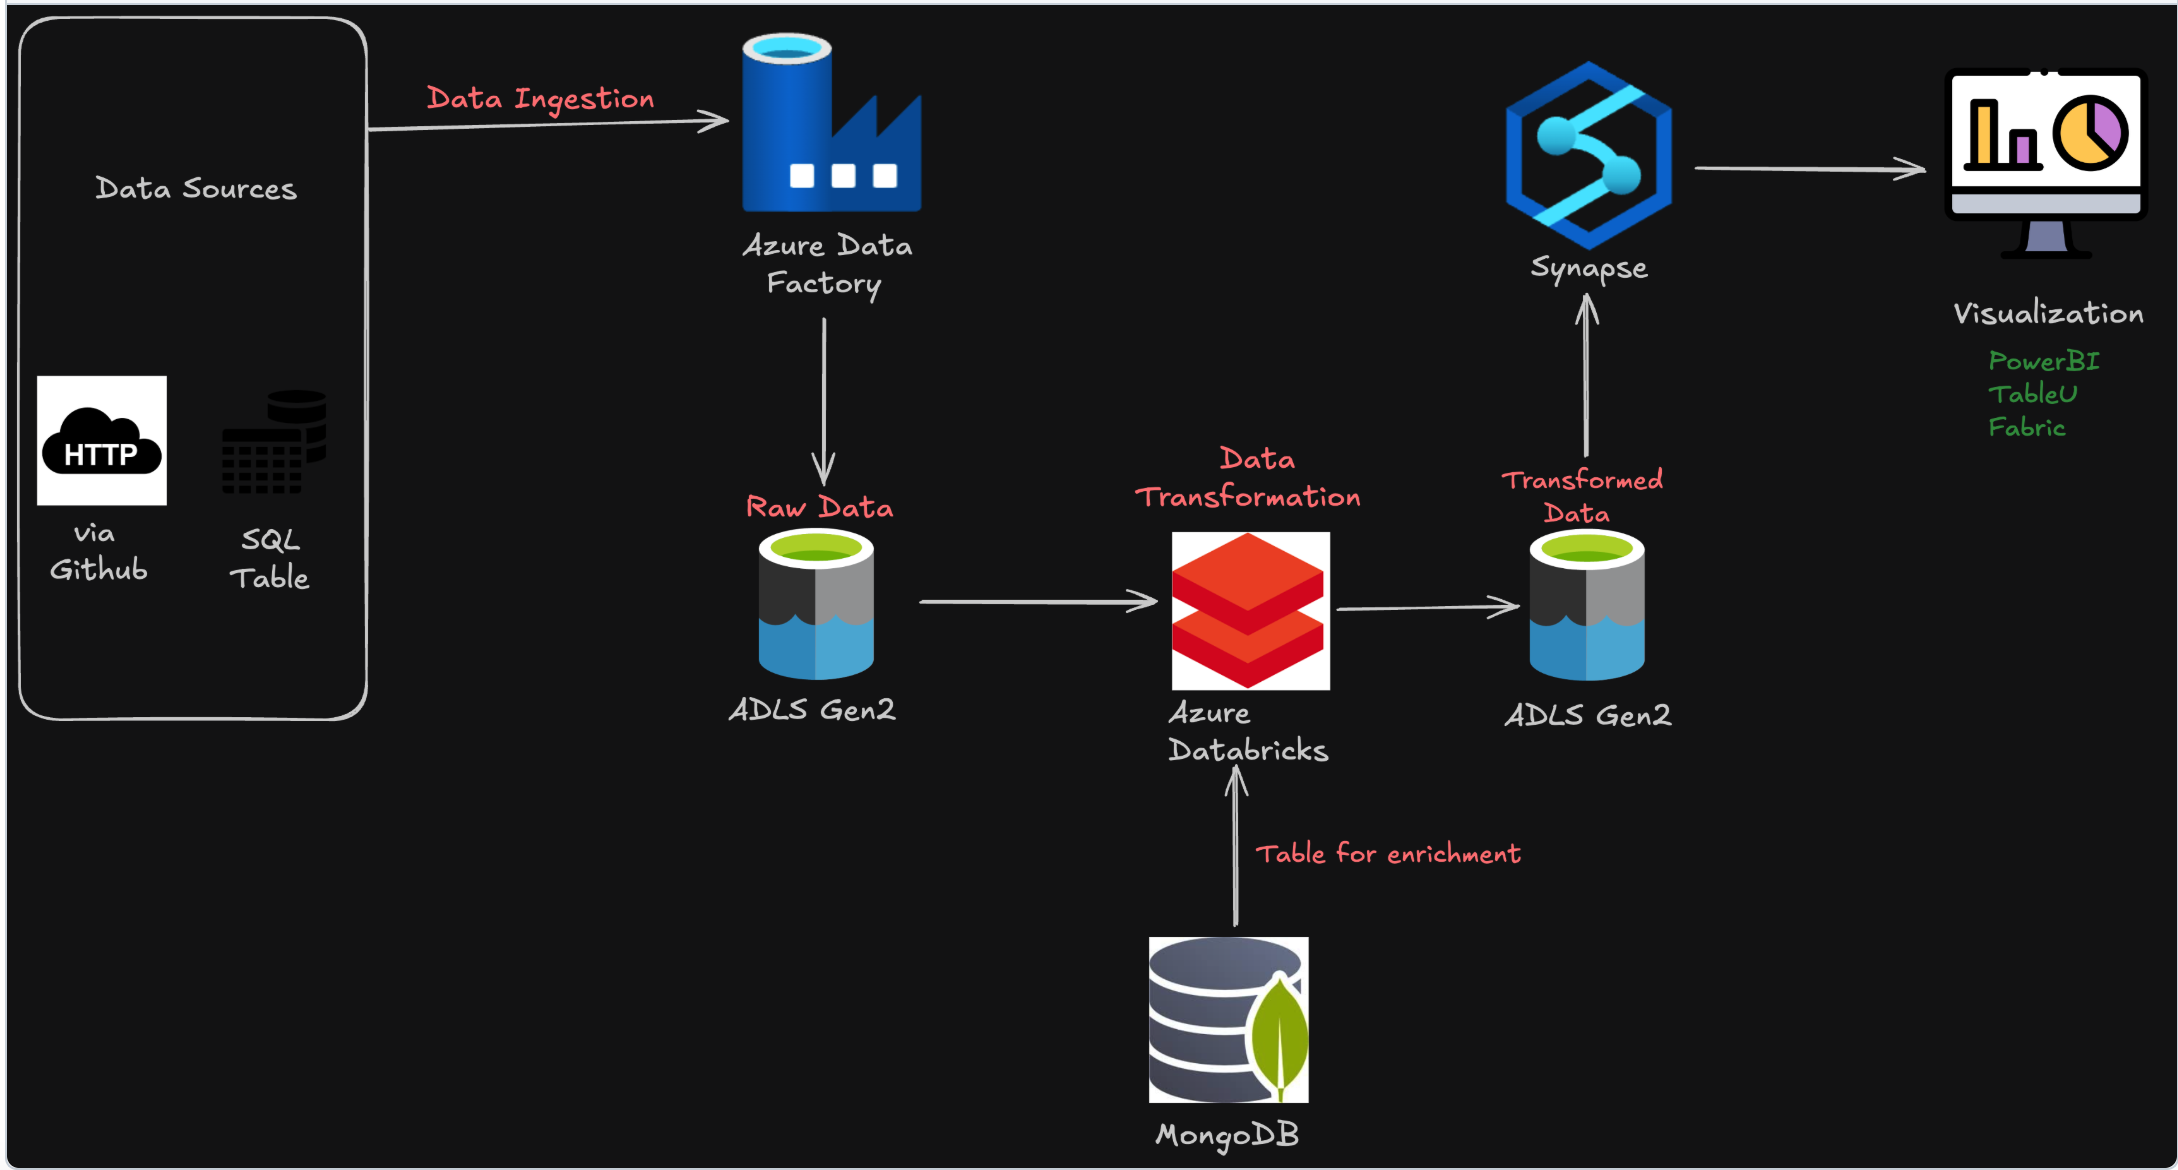 Data Sources
HTTP
via
Github
SQL
Table
Data Ingestion
Azure Data
Factory
Raw Data
ADLS Gen2
Data
Transformation
Azure
Databricks
Table for enrichment
MongoDB
Transformed
Data
ADLS Gen2
Synapse
Visualization
PowerBI
TableU
Fabric